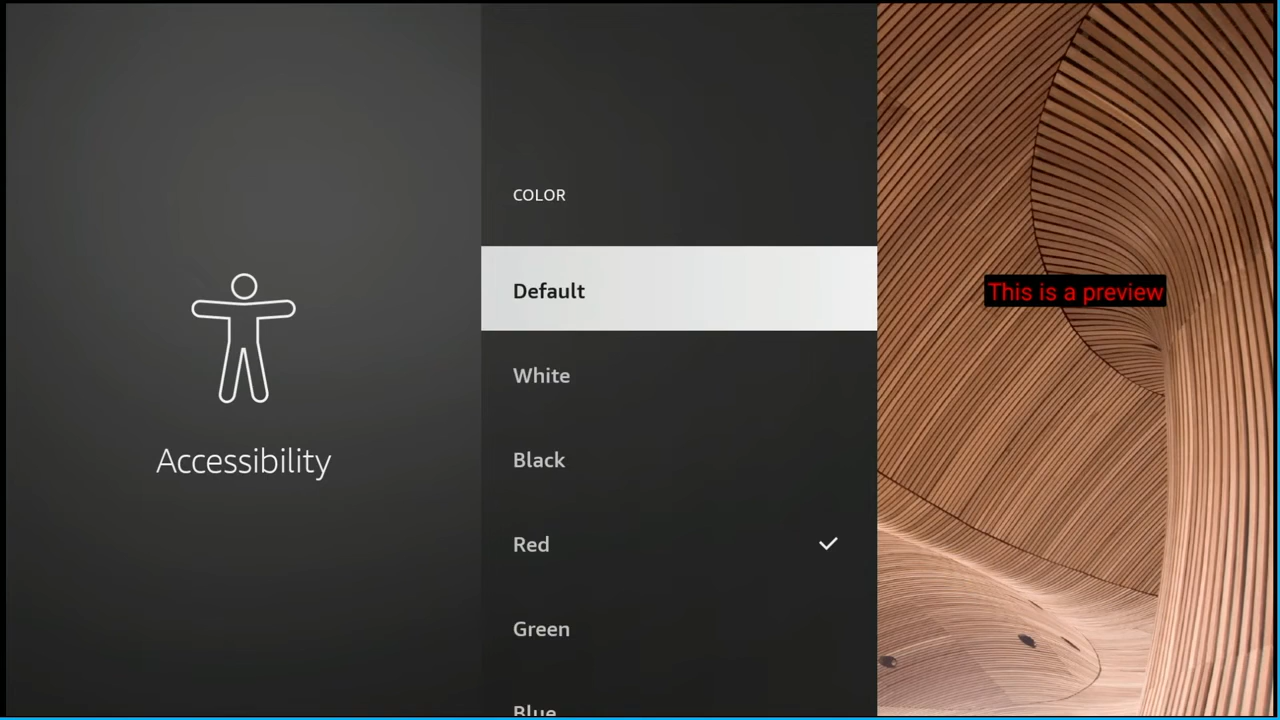 Accessibility
COLOR
Default
White
Black
Red
Green
Blue
This is a preview